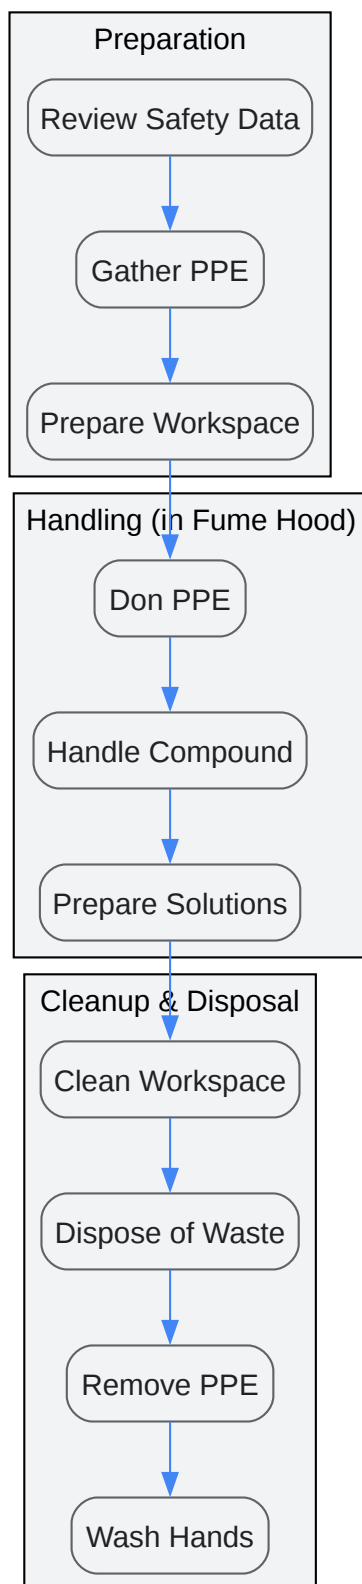 Preparation
Review Safety Data
Gather PPE
Prepare Workspace
Handling (in Fume Hood)
Don PPE
Handle Compound
Prepare Solutions
Cleanup & Disposal
Clean Workspace
Dispose of Waste
Remove PPE
Wash Hands